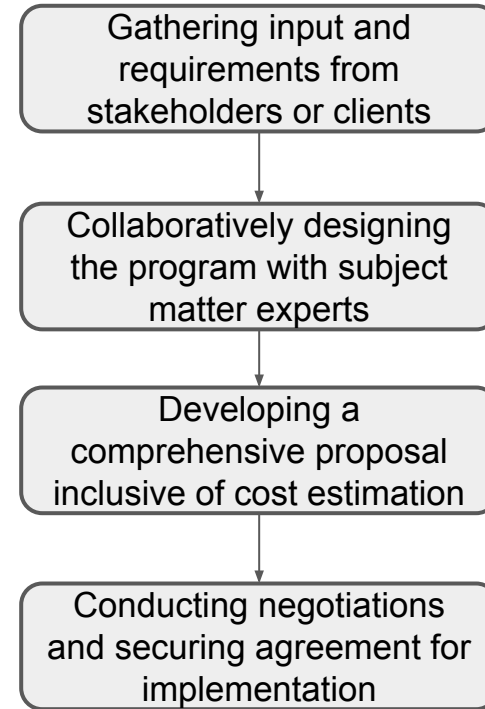 Gathering input and
requirements from
stakeholders or clients
Collaboratively designing
the program with subject
matter experts
Developing a
comprehensive proposal
inclusive of cost estimation
Conducting negotiations
and securing agreement for
implementation